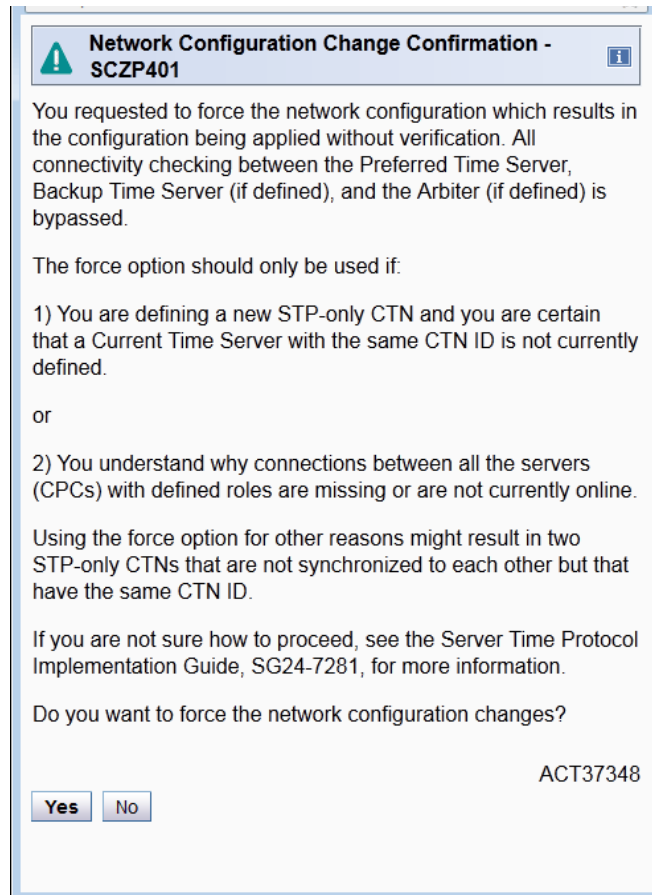 Network Configuration Change Confirmation -
SCZP401
i
You requested to force the network configuration which results in
the configuration being applied without verification. All
connectivity checking between the Preferred Time Server,
Backup Time Server (if defined), and the Arbiter (if defined) is
bypassed.
The force option should only be used if:
1) You are defining a new STP-only CTN and you are certain
that a Current Time Server with the same CTN ID is not currently
defined.
or
2) You understand why connections between all the servers
(CPCs) with defined roles are missing or are not currently online.
Using the force option for other reasons might result in two
STP-only CTNs that are not synchronized to each other but that
have the same CTN ID.
If you are not sure how to proceed, see the Server Time Protocol
Implementation Guide, SG24-7281, for more information.
Do you want to force the network configuration changes?
ACT37348
Yes No